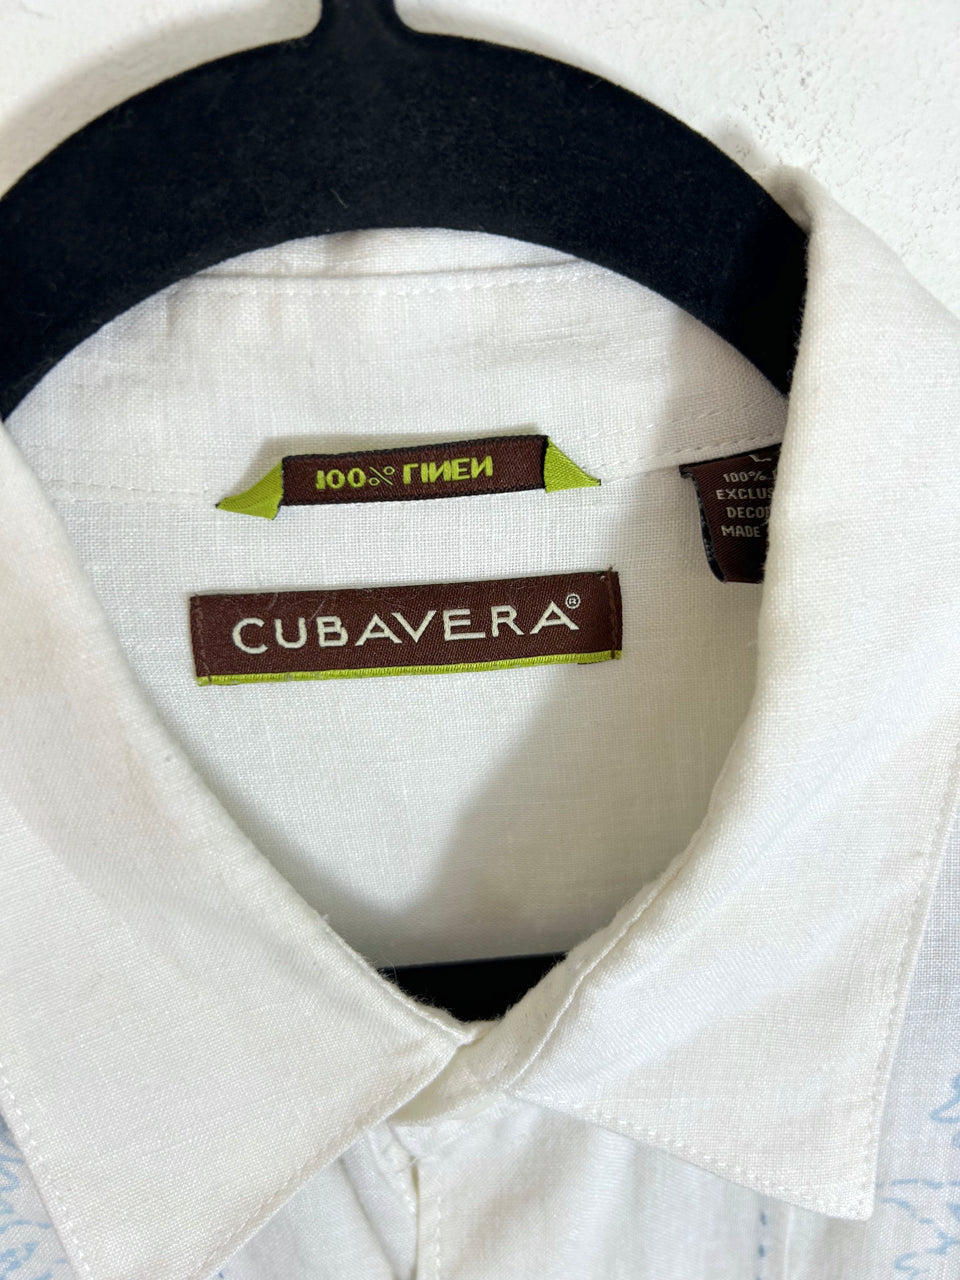 100% LINEN
CUBAVERA®
L
100%
EXCLUS
DECOR
MADE